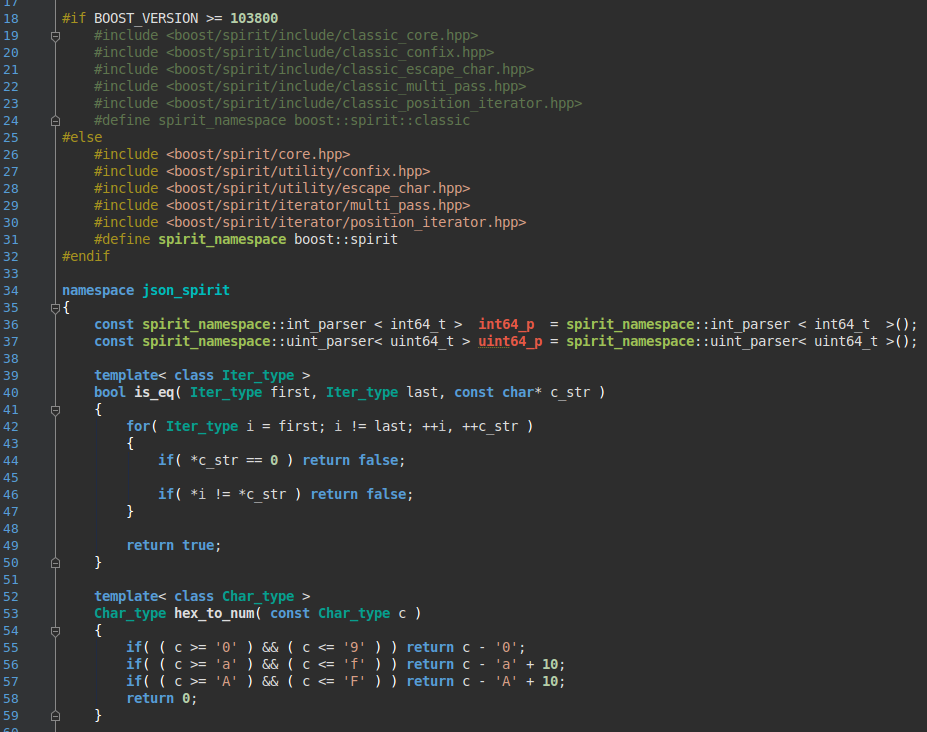 17
18 #if BOOST_VERSION >= 103800
19     #include <boost/spirit/include/classic_core.hpp>
20     #include <boost/spirit/include/classic_confix.hpp>
21     #include <boost/spirit/include/classic_escape_char.hpp>
22     #include <boost/spirit/include/classic_multi_pass.hpp>
23     #include <boost/spirit/include/classic_position_iterator.hpp>
24     #define spirit_namespace boost::spirit::classic
25 #else
26     #include <boost/spirit/core.hpp>
27     #include <boost/spirit/utility/confix.hpp>
28     #include <boost/spirit/utility/escape_char.hpp>
29     #include <boost/spirit/iterator/multi_pass.hpp>
30     #include <boost/spirit/iterator/position_iterator.hpp>
31     #define spirit_namespace boost::spirit
32 #endif
33
34 namespace json_spirit
35 {
36     const spirit_namespace::int_parser < int64_t >  int64_p  = spirit_namespace::int_parser < int64_t  >();
37     const spirit_namespace::uint_parser< uint64_t > uint64_p = spirit_namespace::uint_parser< uint64_t >();
38
39     template< class Iter_type >
40     bool is_eq( Iter_type first, Iter_type last, const char* c_str )
41     {
42         for( Iter_type i = first; i != last; ++i, ++c_str )
43         {
44             if( *c_str == 0 ) return false;
45
46             if( *i != *c_str ) return false;
47         }
48
49         return true;
50     }
51
52     template< class Char_type >
53     Char_type hex_to_num( const Char_type c )
54     {
55         if( ( c >= '0' ) && ( c <= '9' ) ) return c - '0';
56         if( ( c >= 'a' ) && ( c <= 'f' ) ) return c - 'a' + 10;
57         if( ( c >= 'A' ) && ( c <= 'F' ) ) return c - 'A' + 10;
58         return 0;
59     }
60